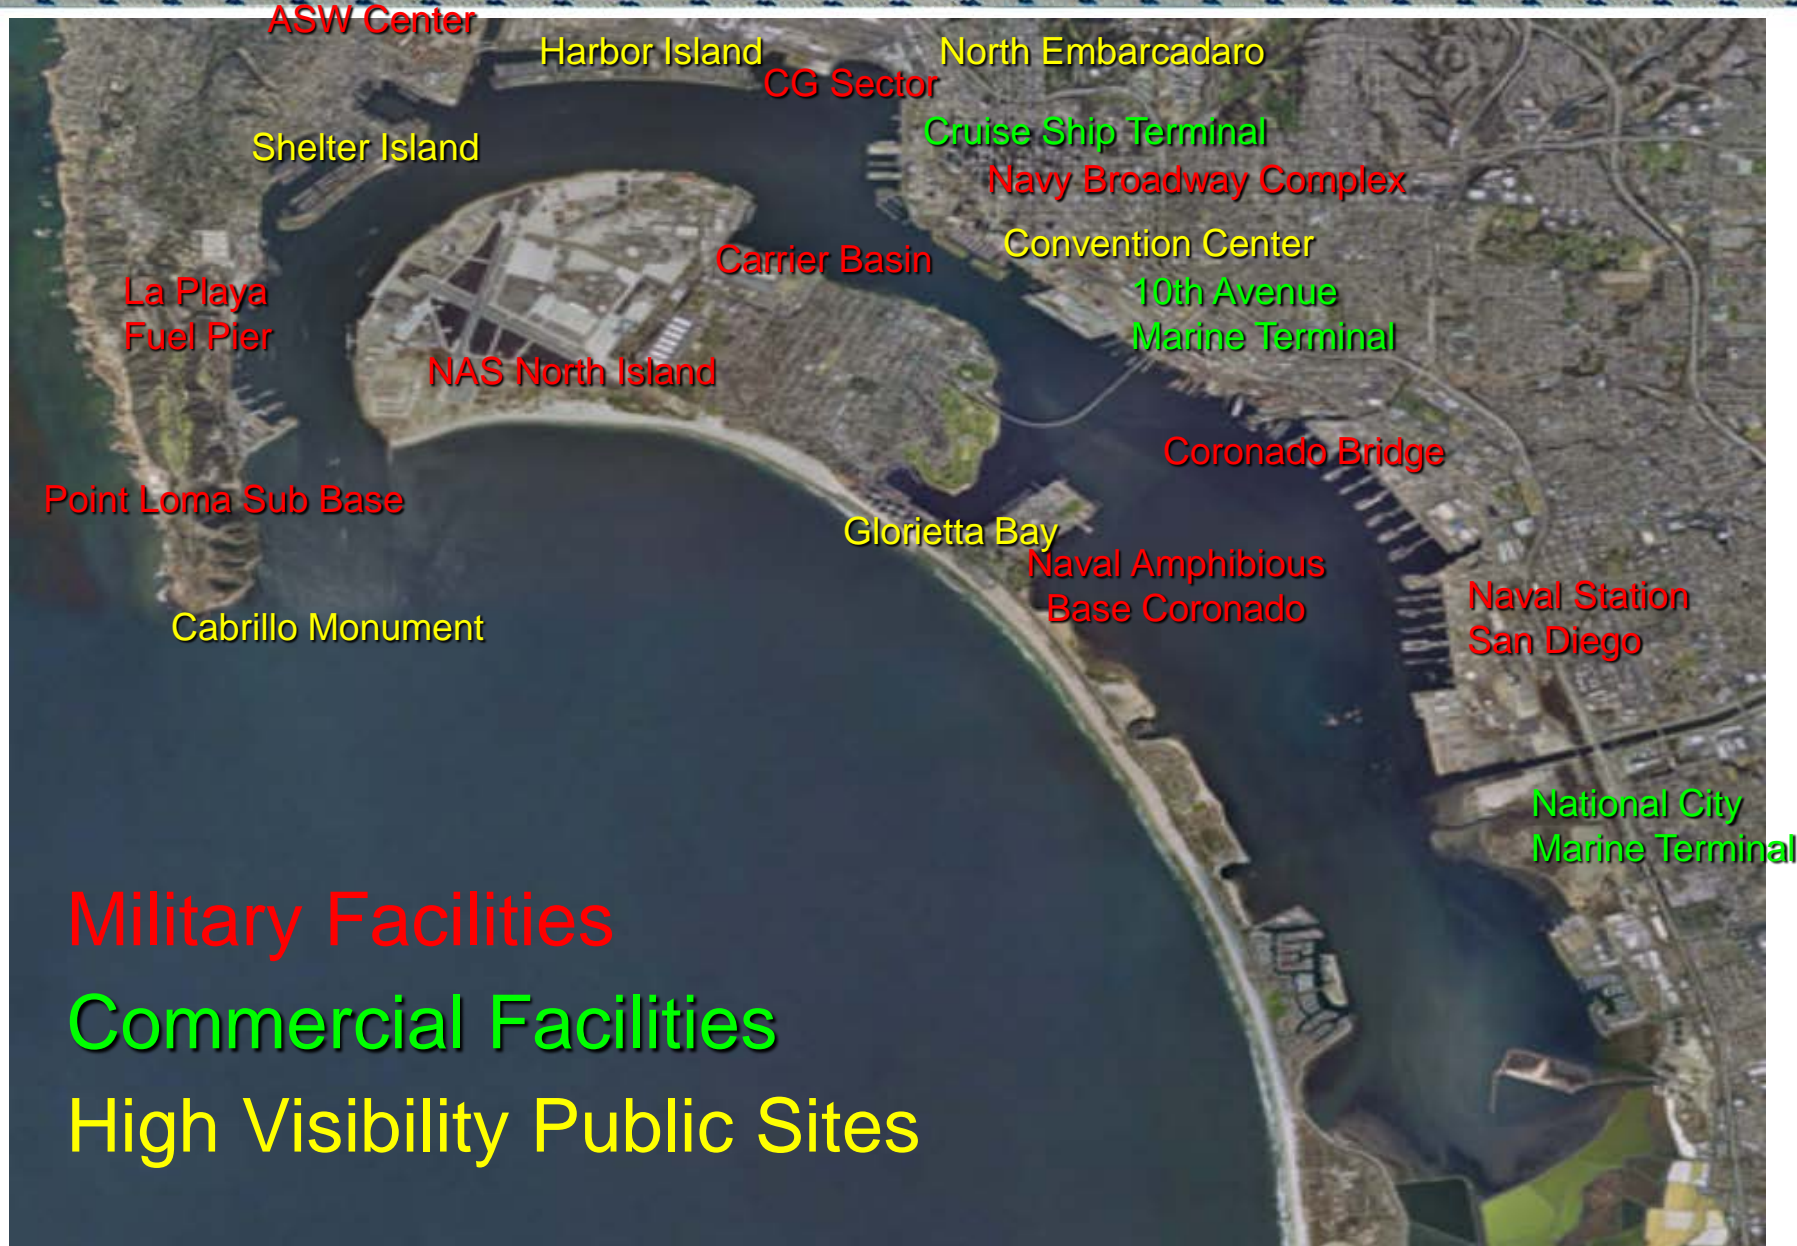 ASW Center
Harbor Island
North Embarcadaro
CG Sector
Cruise Ship Terminal
Shelter Island
Navy Broadway Complex
Convention Center
Carrier Basin
La Playa
Fuel Pier
10th Avenue
Marine Terminal
NAS North Island
Coronado Bridge
Point Loma Sub Base
Glorietta Bay
Naval Amphibious
Base Coronado
Naval Station
San Diego
Cabrillo Monument
National City
Marine Terminal
Military Facilities
Commercial Facilities
High Visibility Public Sites